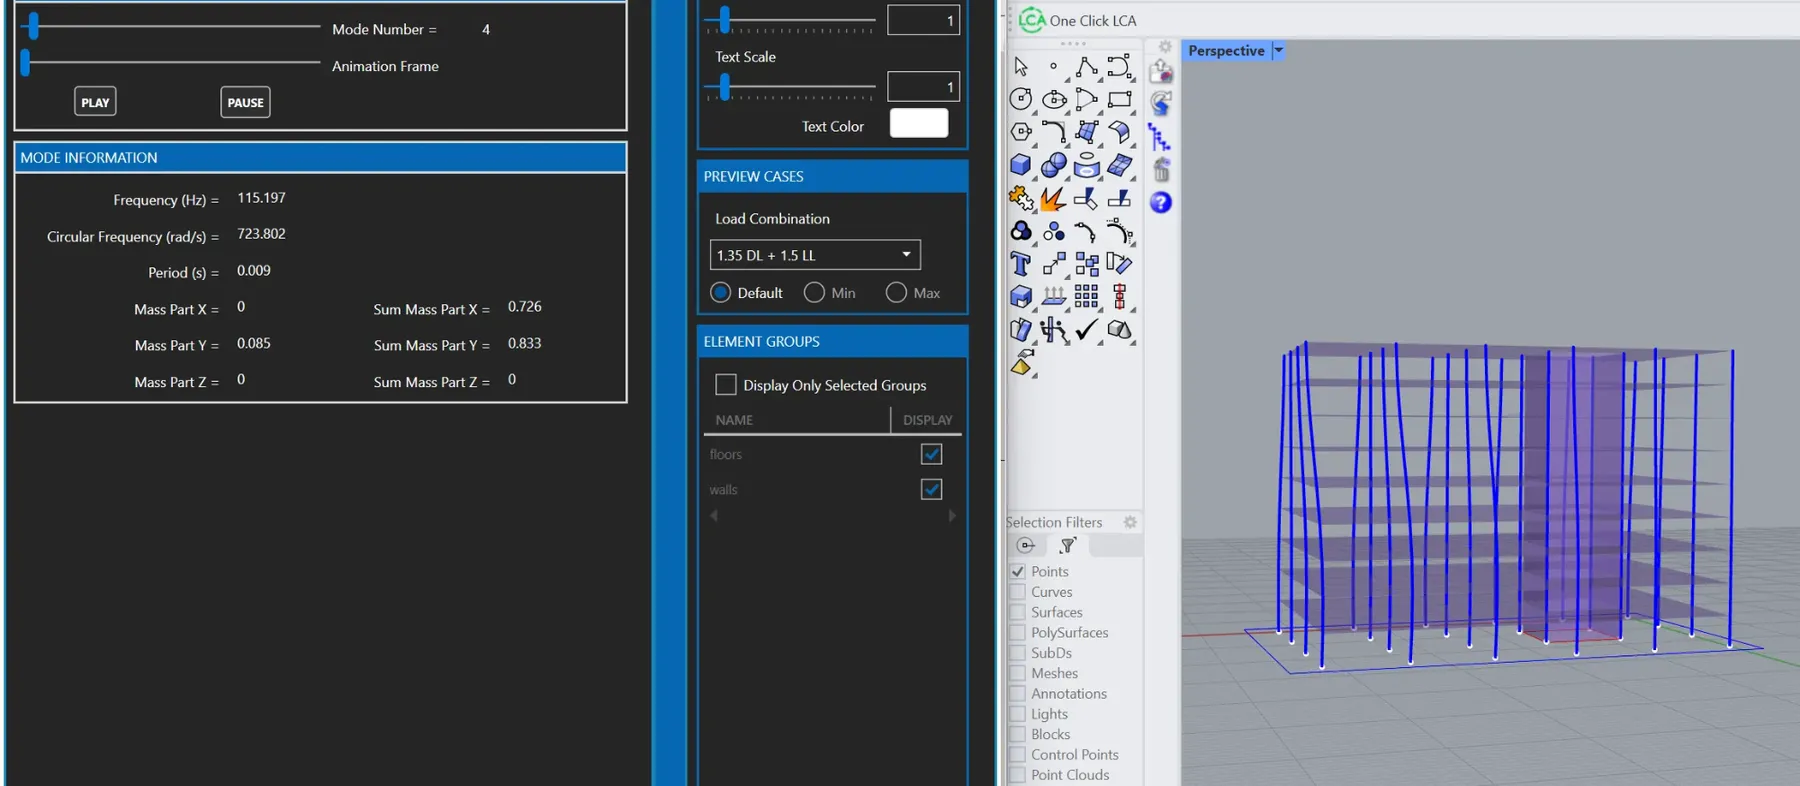 Mode Number = 4
Animation Frame
PLAY PAUSE
MODE INFORMATION
Frequency (Hz) = 115.197
Circular Frequency (rad/s) = 723.802
Period (s) = 0.009
Mass Part X = 0 Sum Mass Part X = 0.726
Mass Part Y = 0.085 Sum Mass Part Y = 0.833
Mass Part Z = 0 Sum Mass Part Z = 0
1
Text Scale
1
Text Color
PREVIEW CASES
Load Combination
1.35 DL + 1.5 LL
Default Min Max
ELEMENT GROUPS
Display Only Selected Groups
NAME DISPLAY
floors
walls
LCA One Click LCA
Perspective
Selection Filters
Points
Curves
Surfaces
PolySurfaces
SubDs
Meshes
Annotations
Lights
Blocks
Control Points
Point Clouds